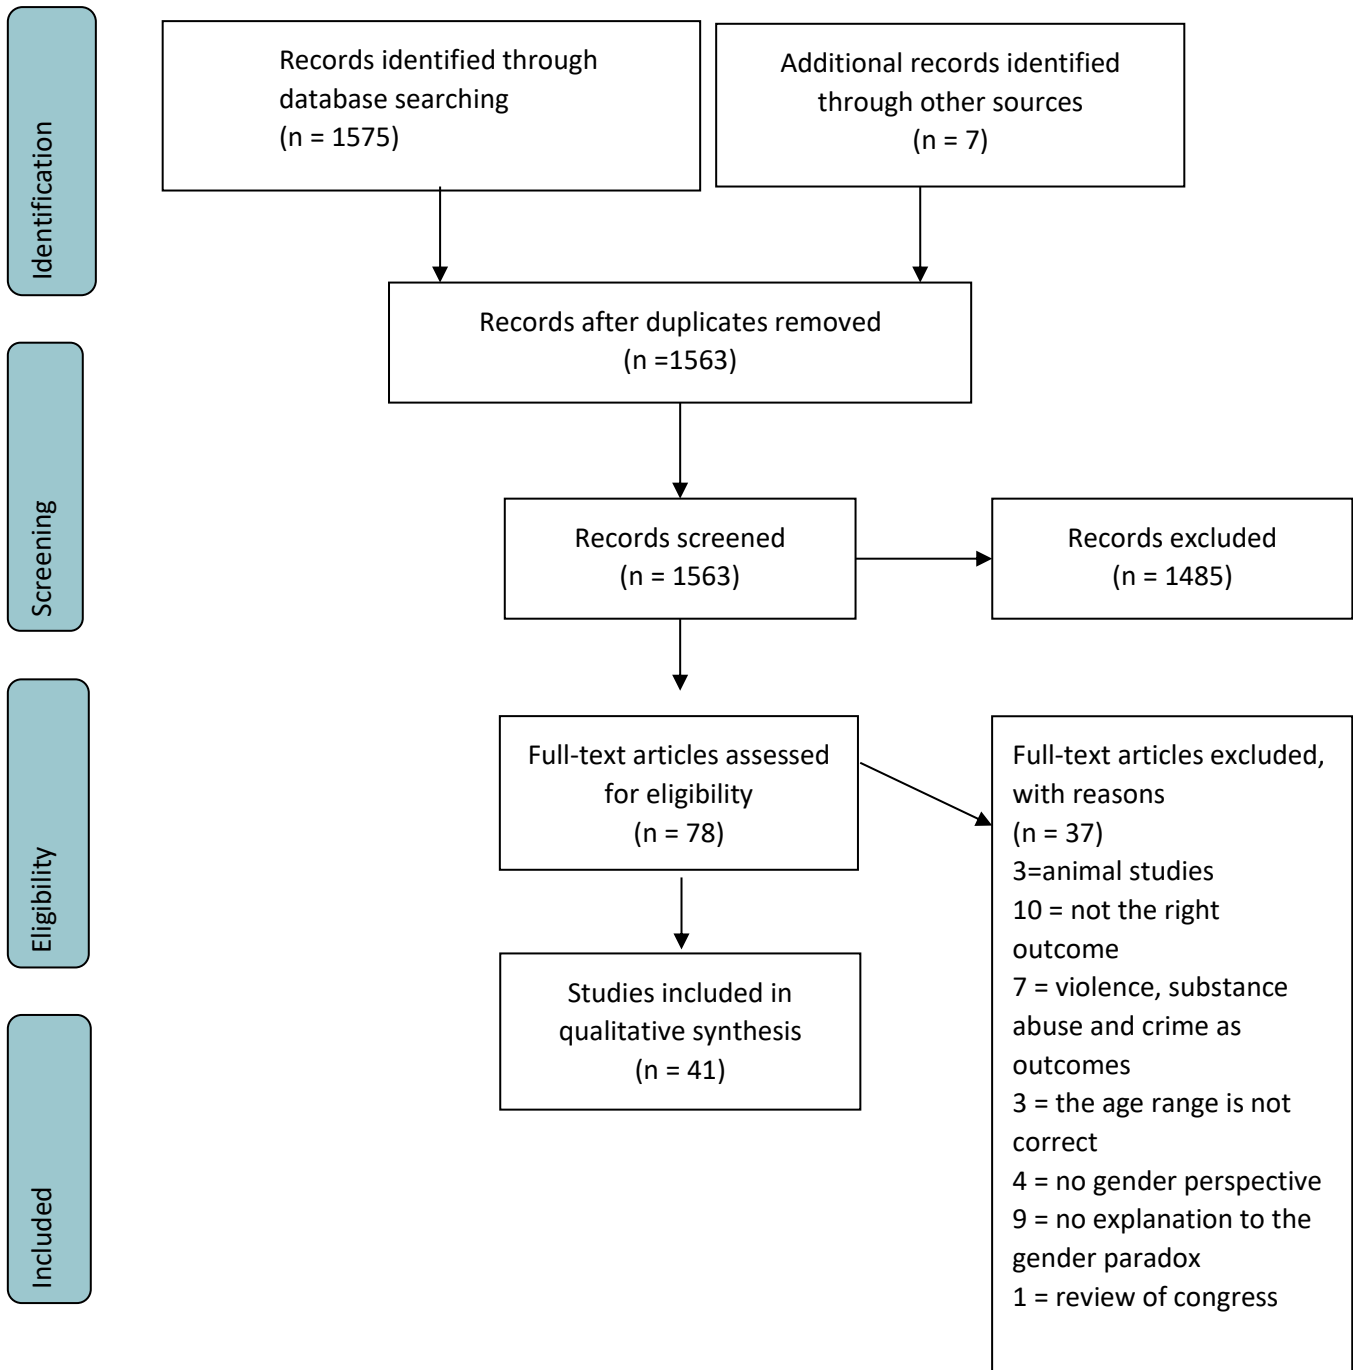 Identification
Records identified through
database searching
(n = 1575)
Additional records identified
through other sources
(n = 7)
Records after duplicates removed
(n =1563)
Screening
Records screened
(n = 1563)
Records excluded
(n = 1485)
Eligibility
Full-text articles assessed
for eligibility
(n = 78)
Full-text articles excluded,
with reasons
(n = 37)
3=animal studies
10 = not the right
outcome
7 = violence, substance
abuse and crime as
outcomes
3 = the age range is not
correct
4 = no gender perspective
9 = no explanation to the
gender paradox
1 = review of congress
Included
Studies included in
qualitative synthesis
(n = 41)